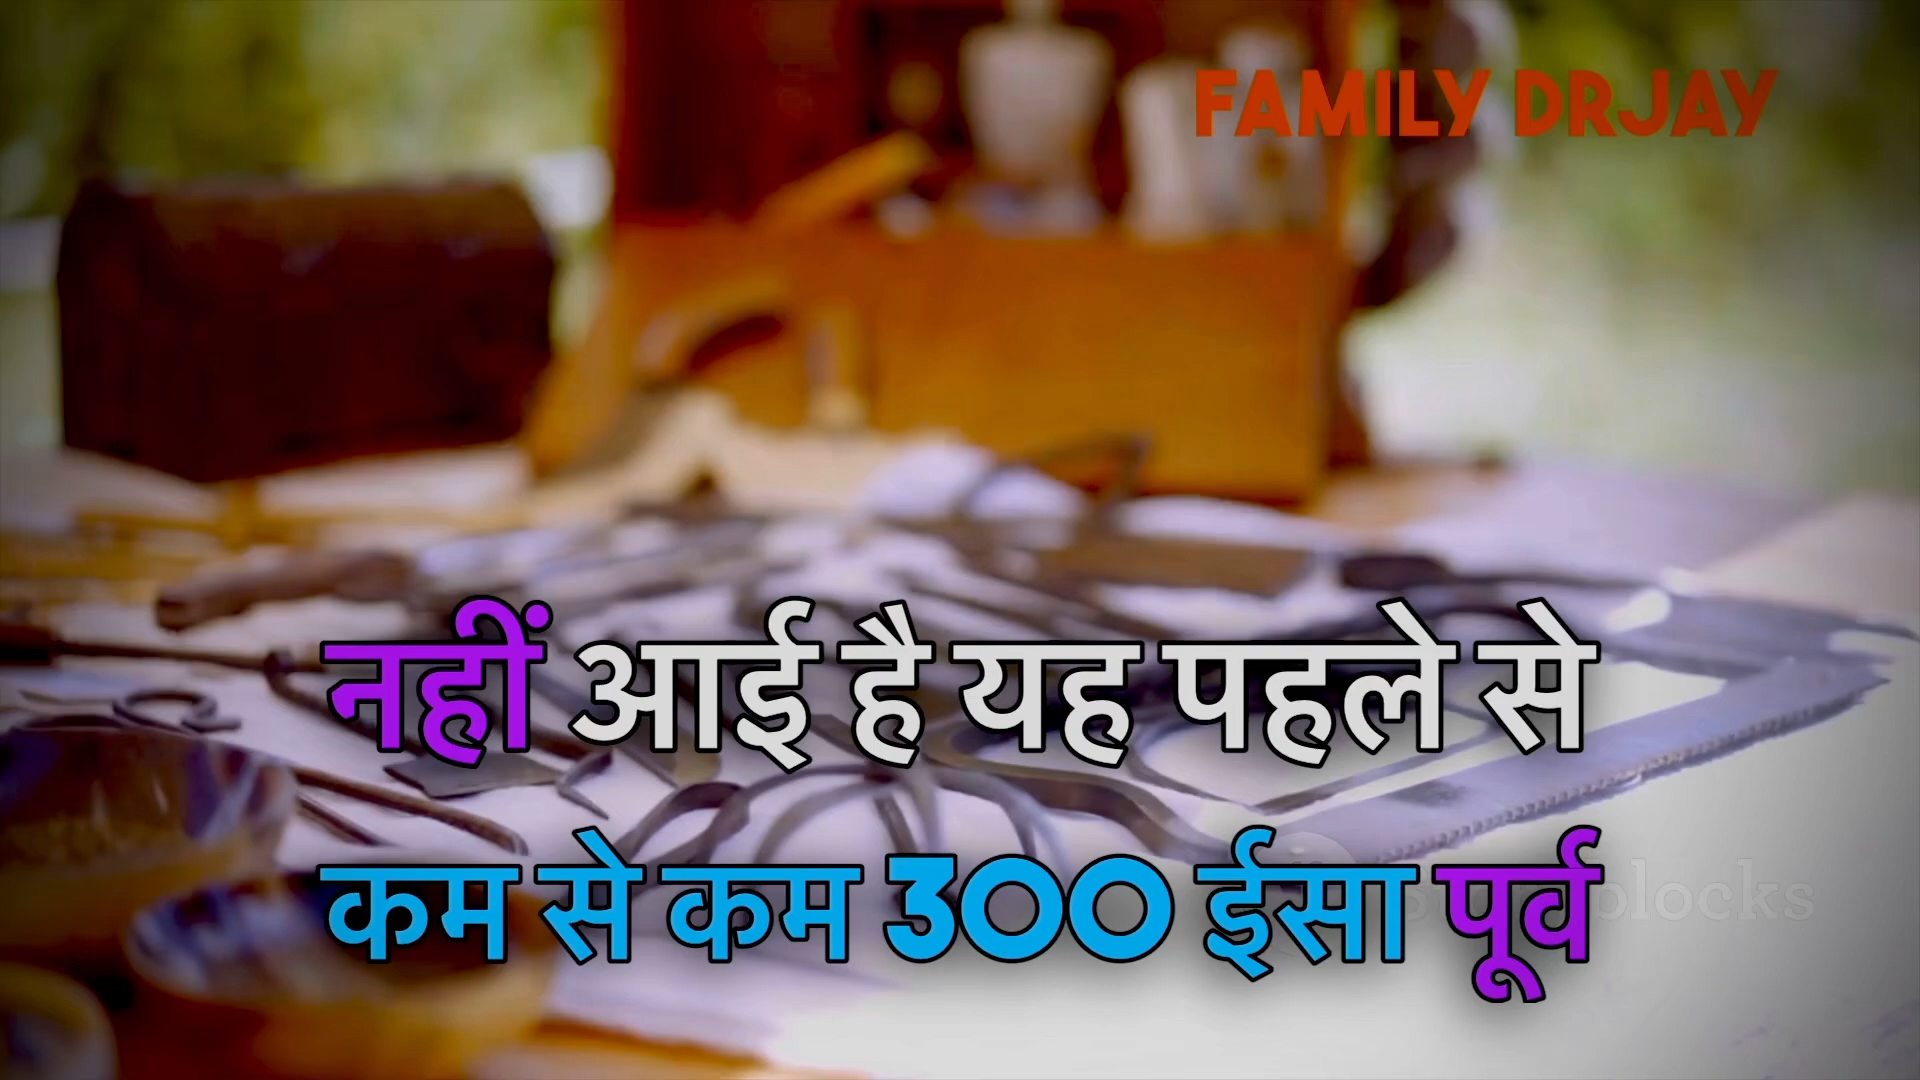 FAMILY DRJAY
नहीं आई है यह पहले से
कम से कम 300 ईसा पूर्व